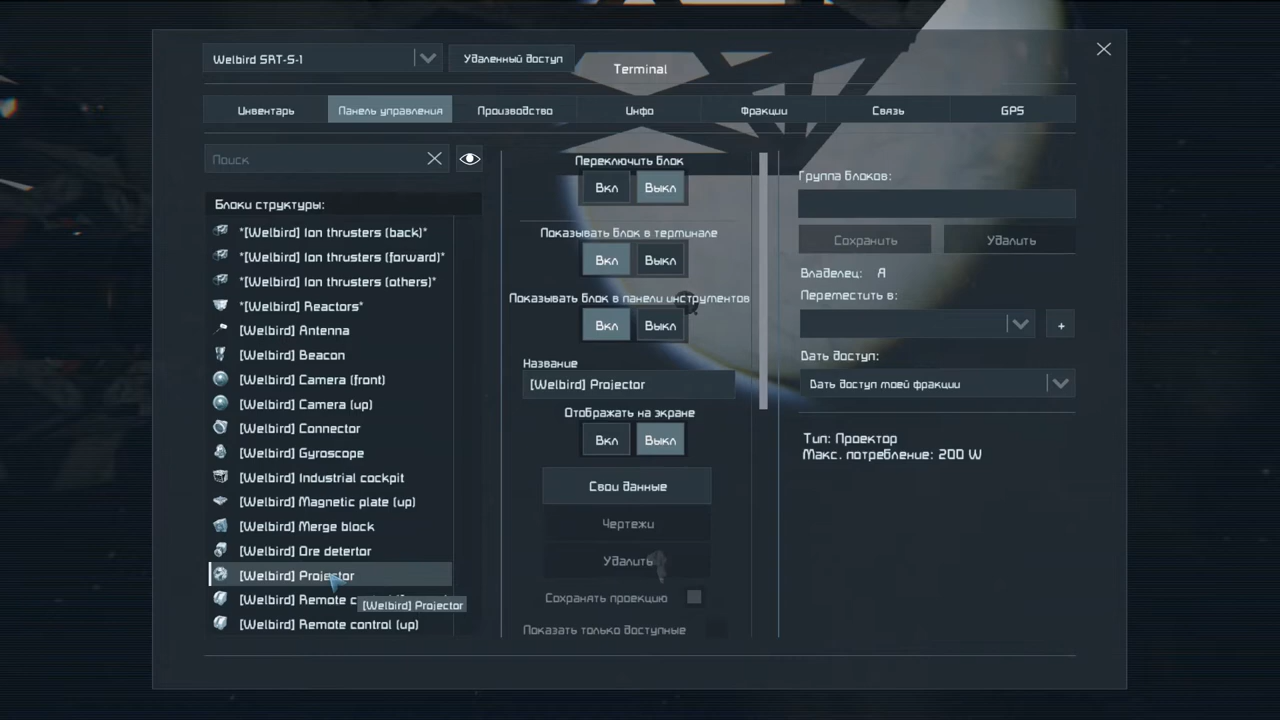 Welbird SRT-S-1
Удаленный доступ
Terminal
Инвентарь
Панель управления
Производство
Инфо
Фракции
Связь
GPS
Поиск
Блоки структуры:
*[Welbird] Ion thrusters (back)*
*[Welbird] Ion thrusters (forward)*
*[Welbird] Ion thrusters (others)*
*[Welbird] Reactors*
[Welbird] Antenna
[Welbird] Beacon
[Welbird] Camera (front)
[Welbird] Camera (up)
[Welbird] Connector
[Welbird] Gyroscope
[Welbird] Industrial cockpit
[Welbird] Magnetic plate (up)
[Welbird] Merge block
[Welbird] Ore detertor
[Welbird] Projector
[Welbird] Remote
[Welbird] Projector
[Welbird] Remote control (up)
Переключить блок
Вкл Выкл
Показывать блок в терминале
Вкл Выкл
Показывать блок в панели инструментов
Вкл Выкл
Название
[Welbird] Projector
Отображать на экране
Вкл Выкл
Свои данные
Чертежи
Удалить
Сохранять проекцию
Показать только доступные
Группа блоков:
Сохранить
Удалить
Владелец: A
Переместить в:
+
Дать доступ:
Дать доступ моей фракции
Тип: Проектор
Макс. потребление: 200 W